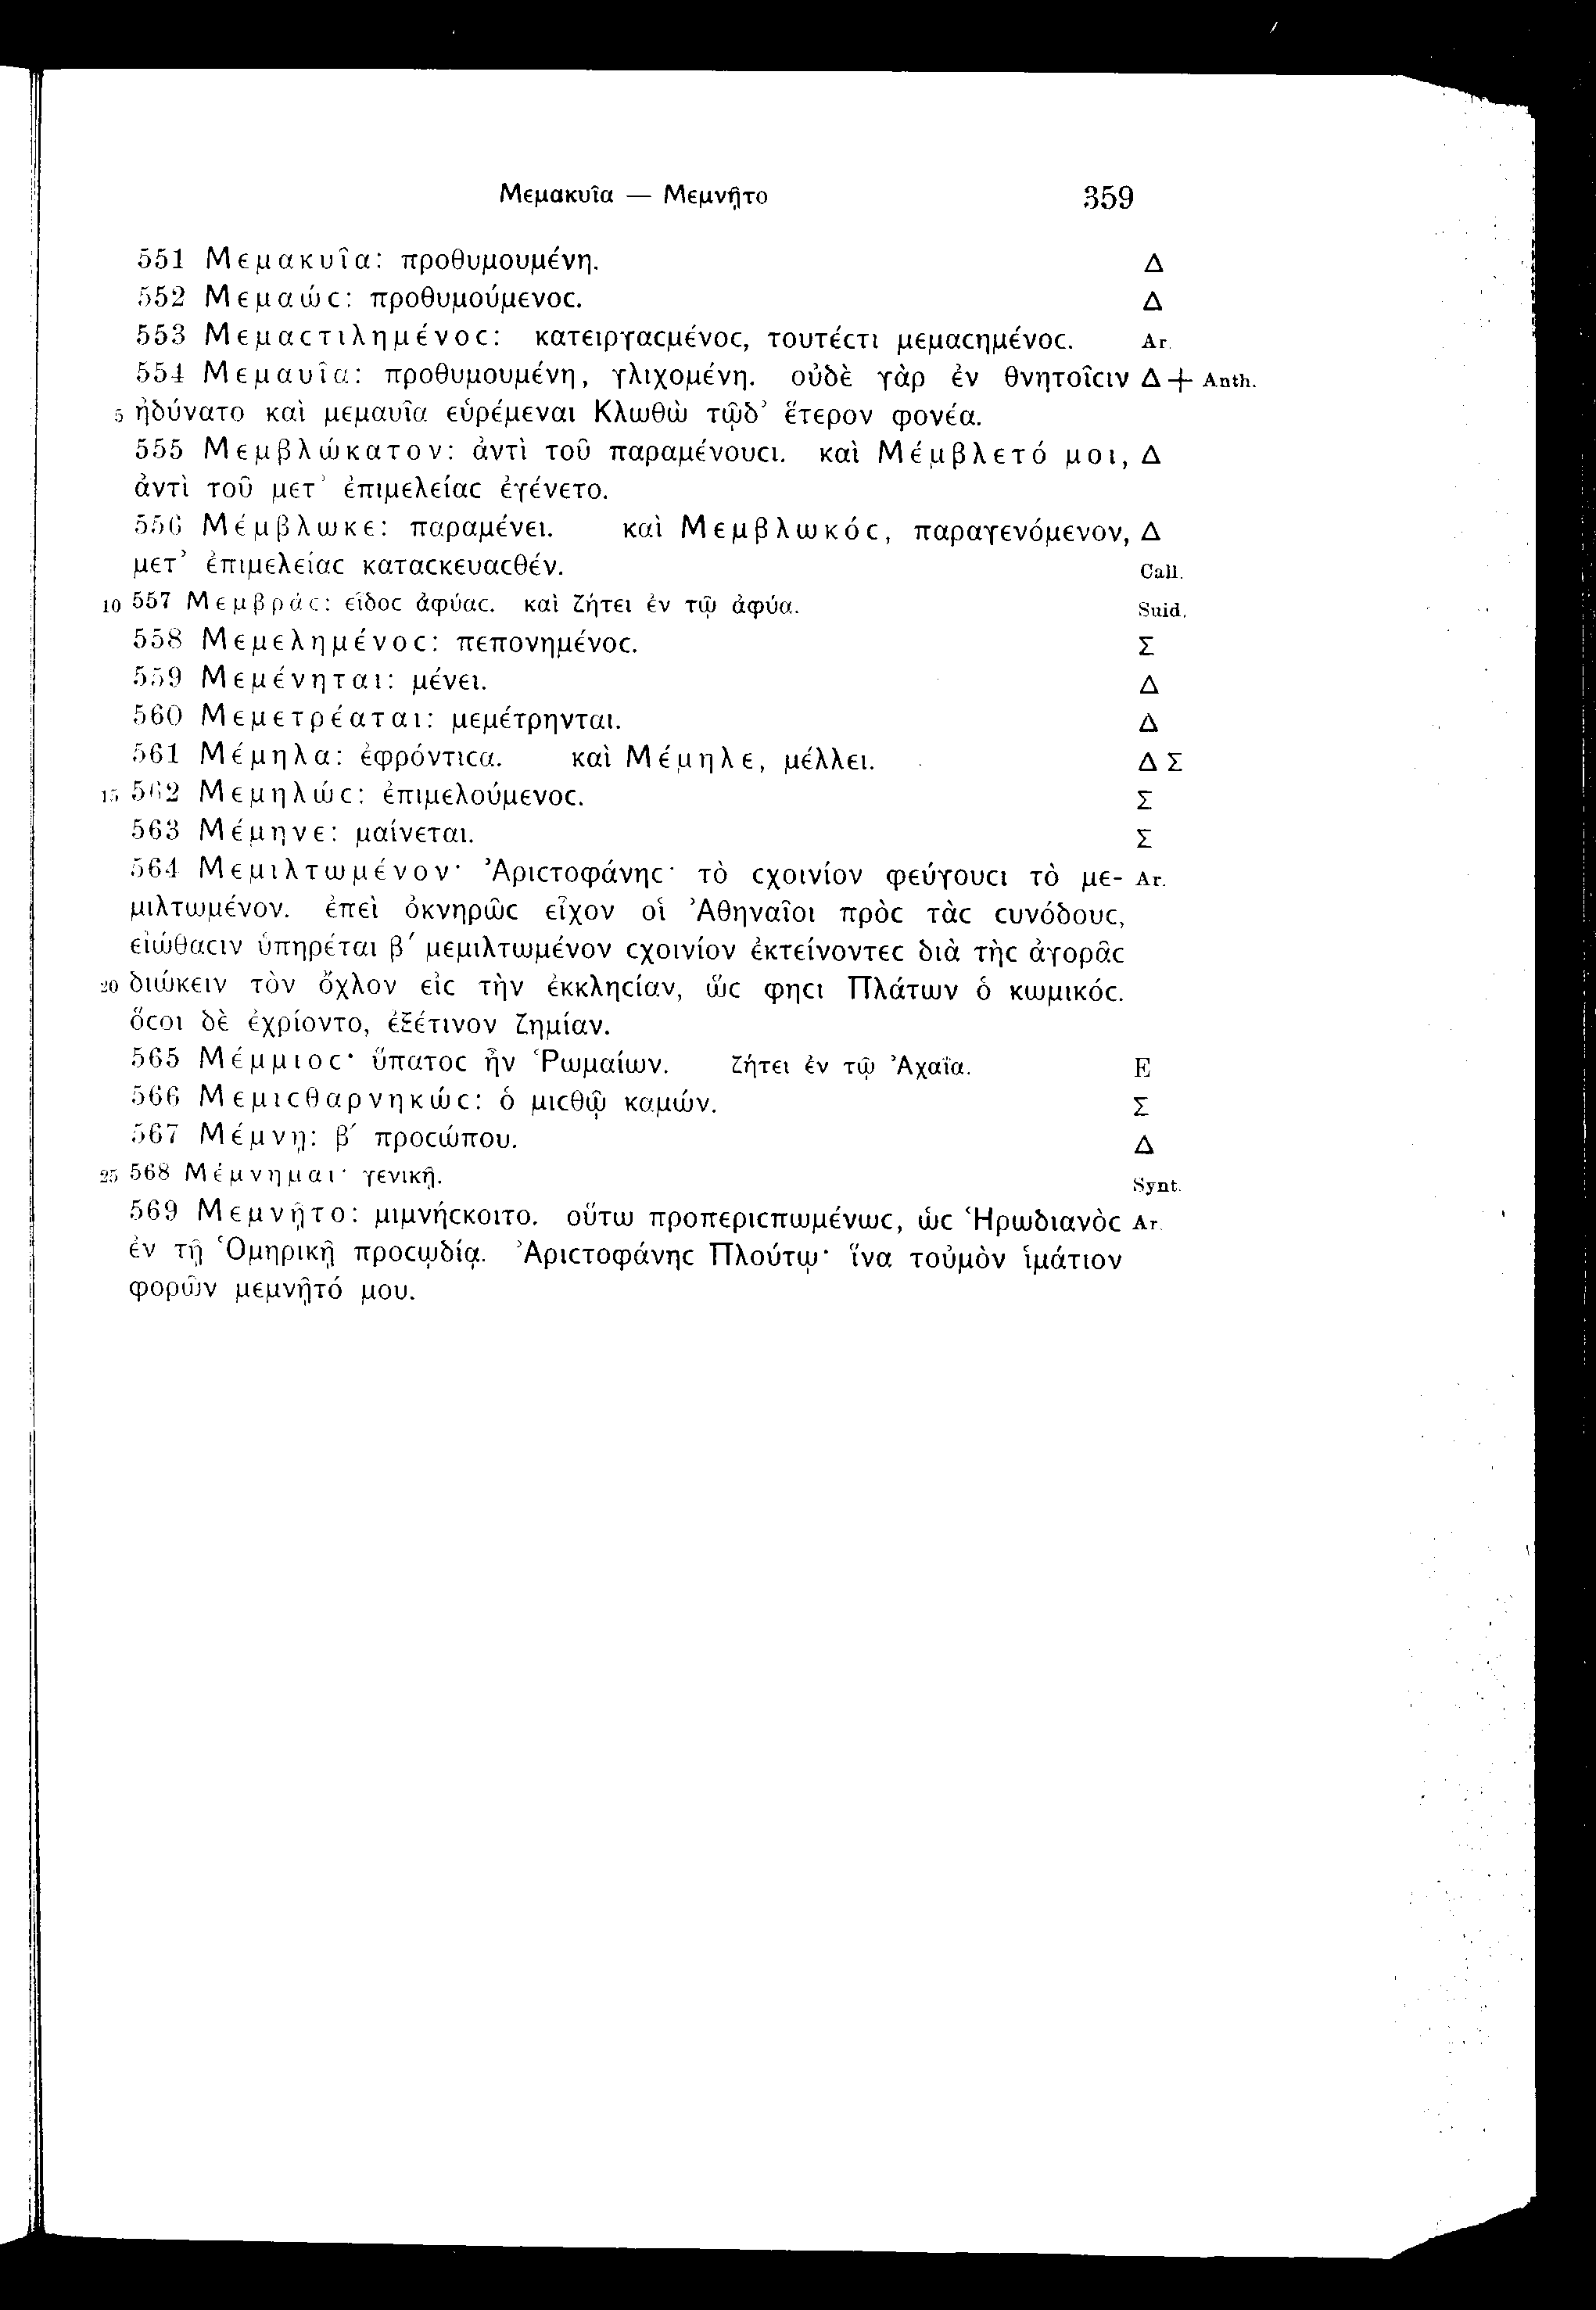 Μεμακυῖα — Μεμνῇτο 359
551 Μεμακυῖα: προθυμουμένη. Δ
552 Μεμαώϲ: προθυμούμενοϲ. Δ
553 Μεμαϲτιλημένοϲ: κατειργαϲμένοϲ, τουτέϲτι μεμαϲημένοϲ. Ar.
554 Μεμαυῖα: προθυμουμένη, γλιχομένη. οὐδὲ γὰρ ἐν θνητοῖϲιν Δ + Anth.
5 ἠδύνατο καὶ μεμαυῖα εὑρέμεναι Κλωθὼ τῷδ’ ἕτερον φονέα.
555 Μεμβλώκατον: ἀντὶ τοῦ παραμένουϲι. καὶ Μέμβλετό μοι, Δ
ἀντὶ τοῦ μετ’ ἐπιμελείαϲ ἐγένετο.
556 Μέμβλωκε: παραμένει. καὶ Μεμβλωκόϲ, παραγενόμενον, Δ
μετ’ ἐπιμελείαϲ καταϲκευαϲθέν. Call.
10 557 Μεμβράϲ: εἶδοϲ ἀφύαϲ. καὶ ζήτει ἐν τῷ ἀφύα. Suid.
558 Μεμελημένοϲ: πεπονημένοϲ. Σ
559 Μεμένηται: μένει. Δ
560 Μεμετρέαται: μεμέτρηνται. Δ
561 Μέμηλα: ἐφρόντιϲα. καὶ Μέμηλε, μέλλει. Δ Σ
15 562 Μεμηλώϲ: ἐπιμελούμενοϲ. Σ
563 Μέμηνε: μαίνεται. Σ
564 Μεμιλτωμένον· Ἀριϲτοφάνηϲ· τὸ ϲχοινίον φεύγουϲι τὸ με- Ar.
μιλτωμένον. ἐπεὶ ὀκνηρῶϲ εἶχον οἱ Ἀθηναῖοι πρὸϲ τὰϲ ϲυνόδουϲ,
εἰώθαϲιν ὑπηρέται β′ μεμιλτωμένον ϲχοινίον ἐκτείνοντεϲ διὰ τὴϲ ἀγορᾶϲ
20 διώκειν τὸν ὄχλον εἰϲ τὴν ἐκκληϲίαν, ὥϲ φηϲι Πλάτων ὁ κωμικόϲ.
ὅϲοι δὲ ἐχρίοντο, ἐξέτινον ζημίαν.
565 Μέμμιοϲ· ὕπατοϲ ἦν Ῥωμαίων. ζήτει ἐν τῷ Ἀχαΐα. E
566 Μεμιϲθαρνηκώϲ: ὁ μιϲθῷ καμών. Σ
567 Μέμνῃ: β′ προϲώπου. Δ
25 568 Μέμνημαι· γενικῇ. Synt.
569 Μεμνῇτο: μιμνήϲκοιτο. οὕτω προπεριϲπωμένωϲ, ὡϲ Ἡρωδιανὸϲ Ar.
ἐν τῇ Ὁμηρικῇ προϲῳδίᾳ. Ἀριϲτοφάνηϲ Πλούτῳ· ἵνα τοὐμὸν ἱμάτιον
φορῶν μεμνῇτό μου.